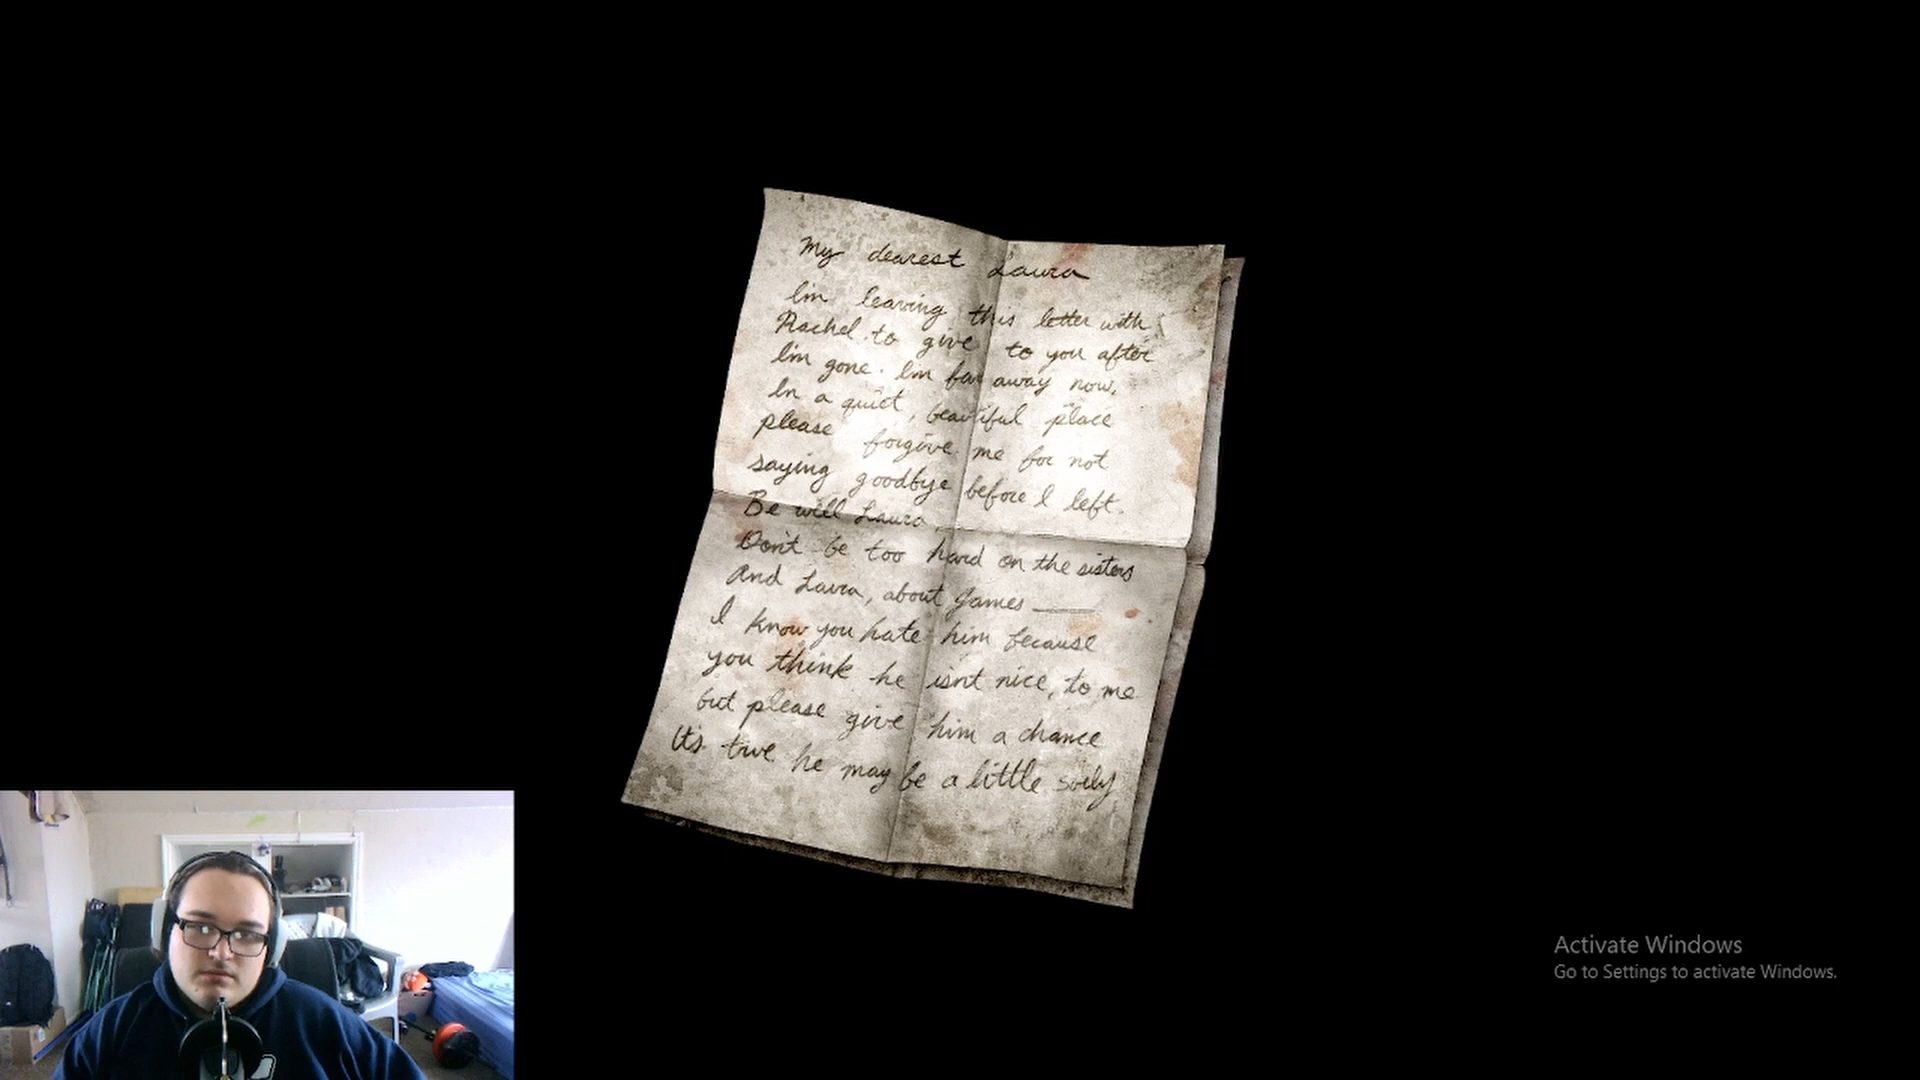 My dearest Laura
I'm leaving this letter with
Rachel to give to you after
I'm gone. I'm far away now,
In a quiet, beautiful place
please forgive me for not
saying goodbye before I left.
Be well Laura,
Don't be too hard on the sisters
And Laura, about James —
I know you hate him because
you think he isnt nice, to me
but please give him a chance
It's true he may be a little surly
Activate Windows
Go to Settings to activate Windows.